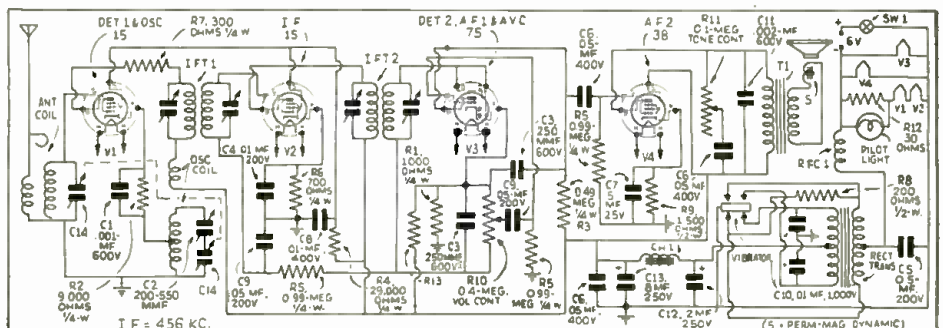 DET 1 & OSC
15
R7, 300
OHMS 1/4 W
I F
15
DET 2, AF1 & AVC
75
A F 2
38
R11
0.1-MEG
TONE CONT
C11
.002-MF
600V
SW 1
+
6V
V3
V4
V1 V2
R12
30
OHMS
PILOT
LIGHT
RFC 1
T1
S
ANT
COIL
I F T 1
I F T 2
C6,
.05-MF
400V
V1
V2
V3
V4
C4, .01 MF
200V
OSC
COIL
R6
700
OHMS
1/4 W
R1,
1000
OHMS
1/4 W
C3
250
MMF
600V
R5
0.99-
MEG
1/4 W
C9,
.05-MF
200V
0.49
MEG
1/4 W
R3
C7
5
MF
25V
C6
.05 MF
400V
R9
1,500
OHMS
1/2-W.
R8
200
OHMS
1/2-W.
C14
C1
.001-
MF
600V
C8
.01-MF
400V
C3
250MMF
600V
CH 1
VIBRATOR
RECT
TRANS
C5
0.5-MF
200V
R2
9,000
OHMS
1/4-W
C2
200-550
MMF
C14
C9
.05 MF
200V
R5,
0.99-MEG
1/4-W
R4,
29,000
OHMS
1/4 W
R13
R10
0.4-MEG.
VOL CONT
R5
0.99-
MEG 1/4-W
C6
.05 MF
400V
C13,
8 MF
250V
C12, 2 MF
250V
C10, .01 MF, 1,000V
I F = 456 KC.
(S = PERM-MAG DYNAMIC)